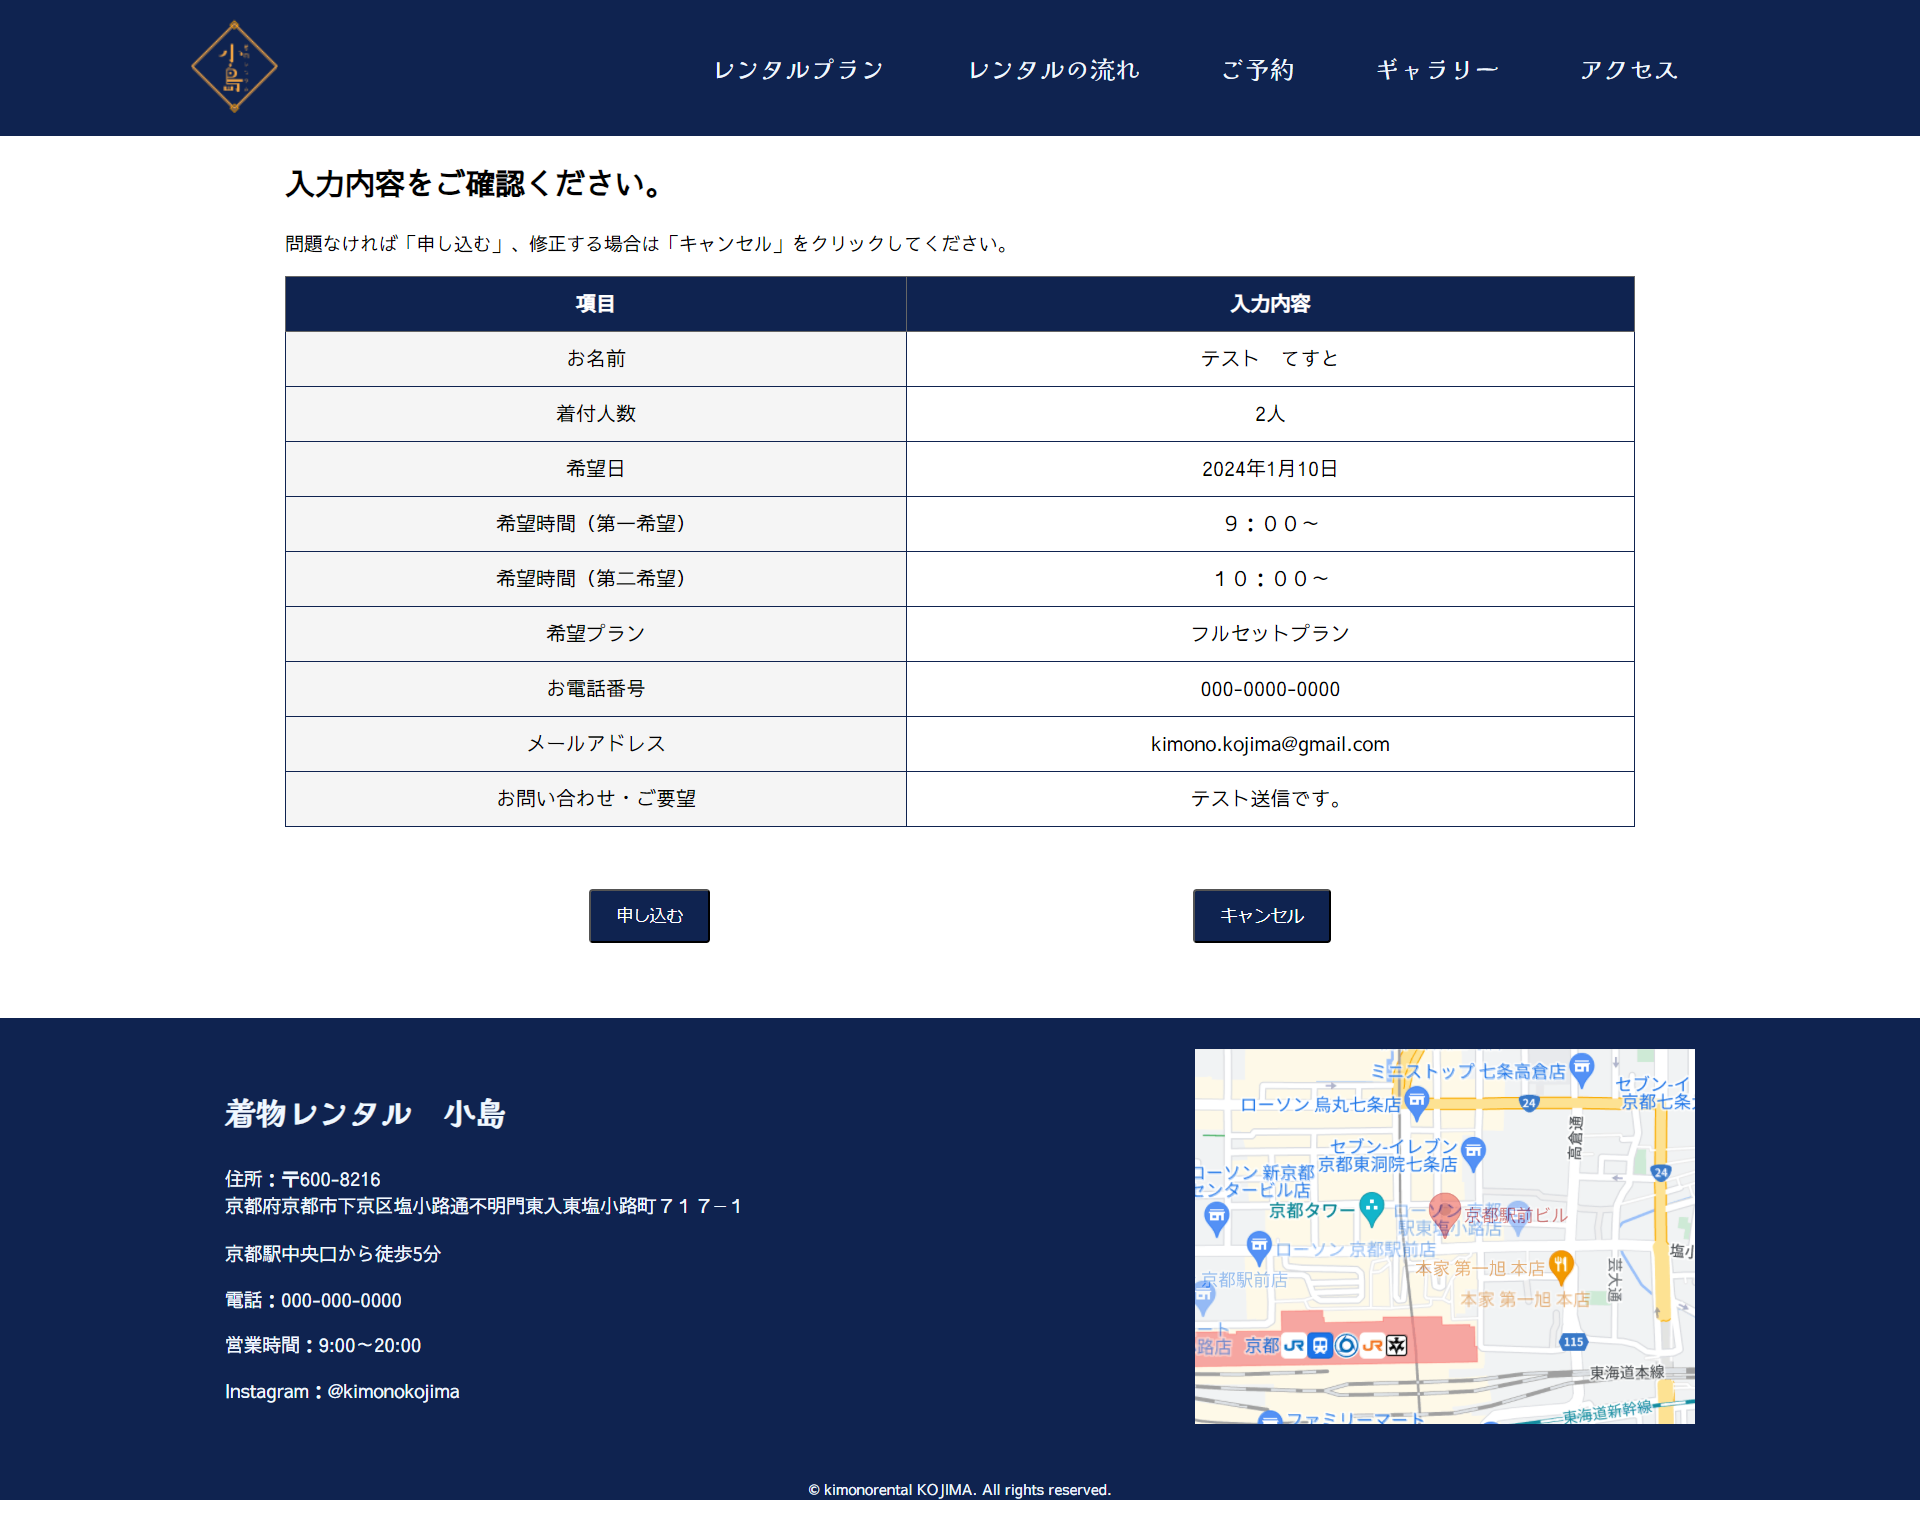 小島
レンタルプラン
レンタルの流れ
ご予約
ギャラリー
アクセス
入力内容をご確認ください。
問題なければ「申し込む」、修正する場合は「キャンセル」をクリックしてください。
項目 入力内容
お名前 テスト　てすと
着付人数 2人
希望日 2024年1月10日
希望時間（第一希望） ９：００～
希望時間（第二希望） １０：００～
希望プラン フルセットプラン
お電話番号 000-0000-0000
メールアドレス kimono.kojima@gmail.com
お問い合わせ・ご要望 テスト送信です。
申し込む
キャンセル
着物レンタル　小島
住所：〒600-8216
京都府京都市下京区塩小路通不明門東入東塩小路町７１７−１
京都駅中央口から徒歩5分
電話：000-000-0000
営業時間：9:00～20:00
Instagram：@kimonokojima
ミニストップ 七条高倉店
セブン-イ
京都七条
ローソン 烏丸七条店
24
高倉通
セブン-イレブン
京都東洞院七条店
24
ローソン 新京都
センタービル店
京都タワー
ローソン 京都
駅東塩小路店
京都駅前ビル
ローソン 京都駅前店
塩小
京都駅前店
本家 第一旭 本店
本家 第一旭 本店
芸大通
ート
路店
京都
JR
JR
115
東海道本線
東海道新幹線
ファミリーマート
© kimonorental KOJIMA. All rights reserved.